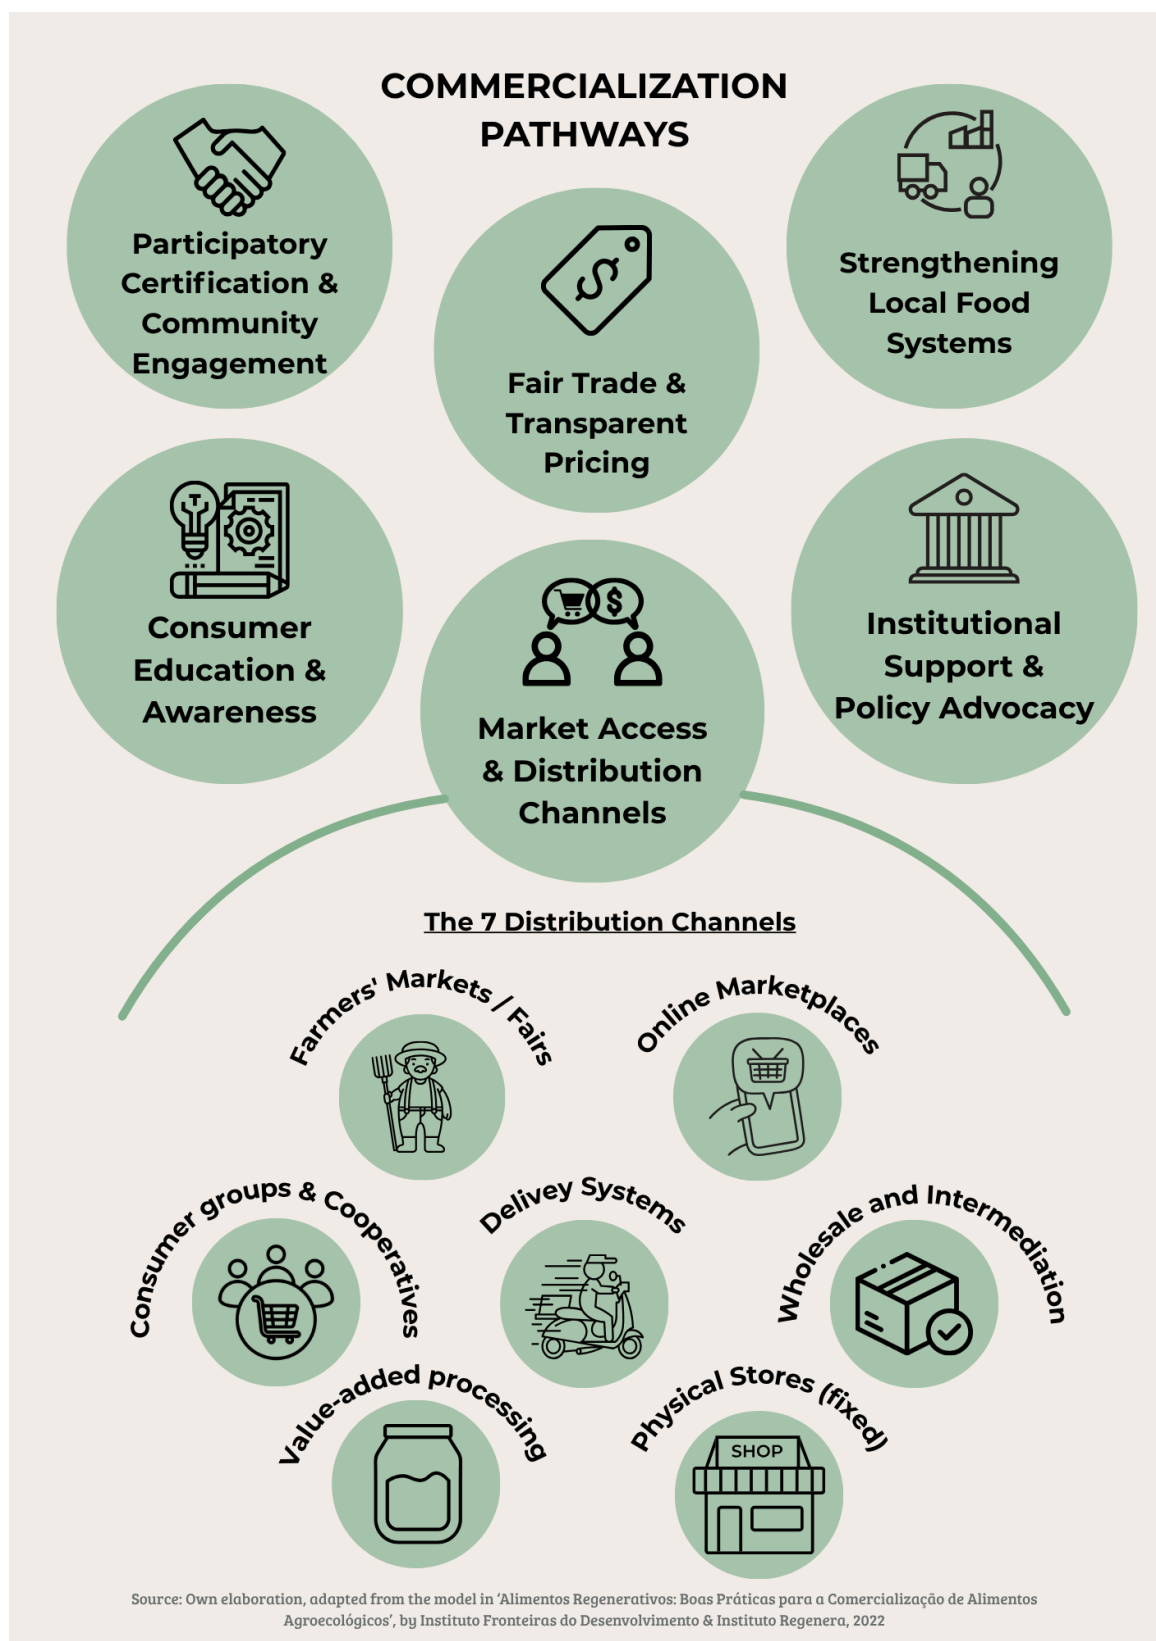 COMMERCIALIZATION
PATHWAYS
Participatory
Certification &
Community
Engagement
Fair Trade &
Transparent
Pricing
Strengthening
Local Food
Systems
Consumer
Education &
Awareness
Market Access
& Distribution
Channels
Institutional
Support &
Policy Advocacy
The 7 Distribution Channels
Farmers' Markets / Fairs
Online Marketplaces
Consumer groups & Cooperatives
Delivey Systems
Wholesale and Intermediation
Value-added processing
Physical Stores (fixed)
SHOP
Source: Own elaboration, adapted from the model in ‘Alimentos Regenerativos: Boas Práticas para a Comercialização de Alimentos
Agroecológicos’, by Instituto Fronteiras do Desenvolvimento & Instituto Regenera, 2022